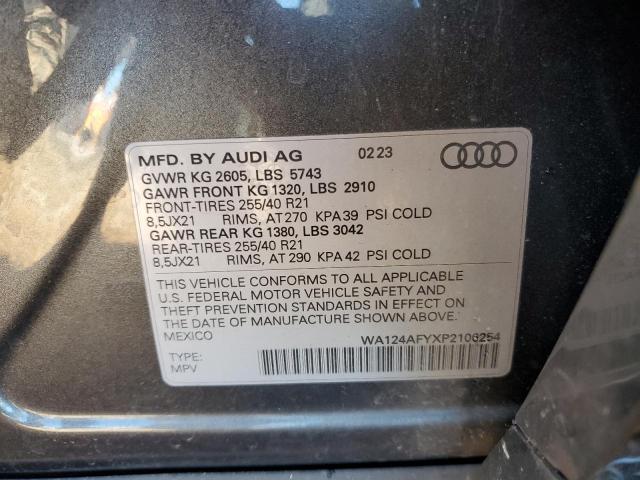 MFD. BY AUDI AG 02 23
GVWR KG 2605, LBS 5743
GAWR FRONT KG 1320, LBS 2910
FRONT-TIRES 255/40 R21
8,5JX21 RIMS, AT 270 KPA 39 PSI COLD
GAWR REAR KG 1380, LBS 3042
REAR-TIRES 255/40 R21
8,5JX21 RIMS, AT 290 KPA 42 PSI COLD
THIS VEHICLE CONFORMS TO ALL APPLICABLE
U.S. FEDERAL MOTOR VEHICLE SAFETY AND
THEFT PREVENTION STANDARDS IN EFFECT ON
THE DATE OF MANUFACTURE SHOWN ABOVE.
MEXICO
WA124AFYXP2106254
TYPE:
MPV